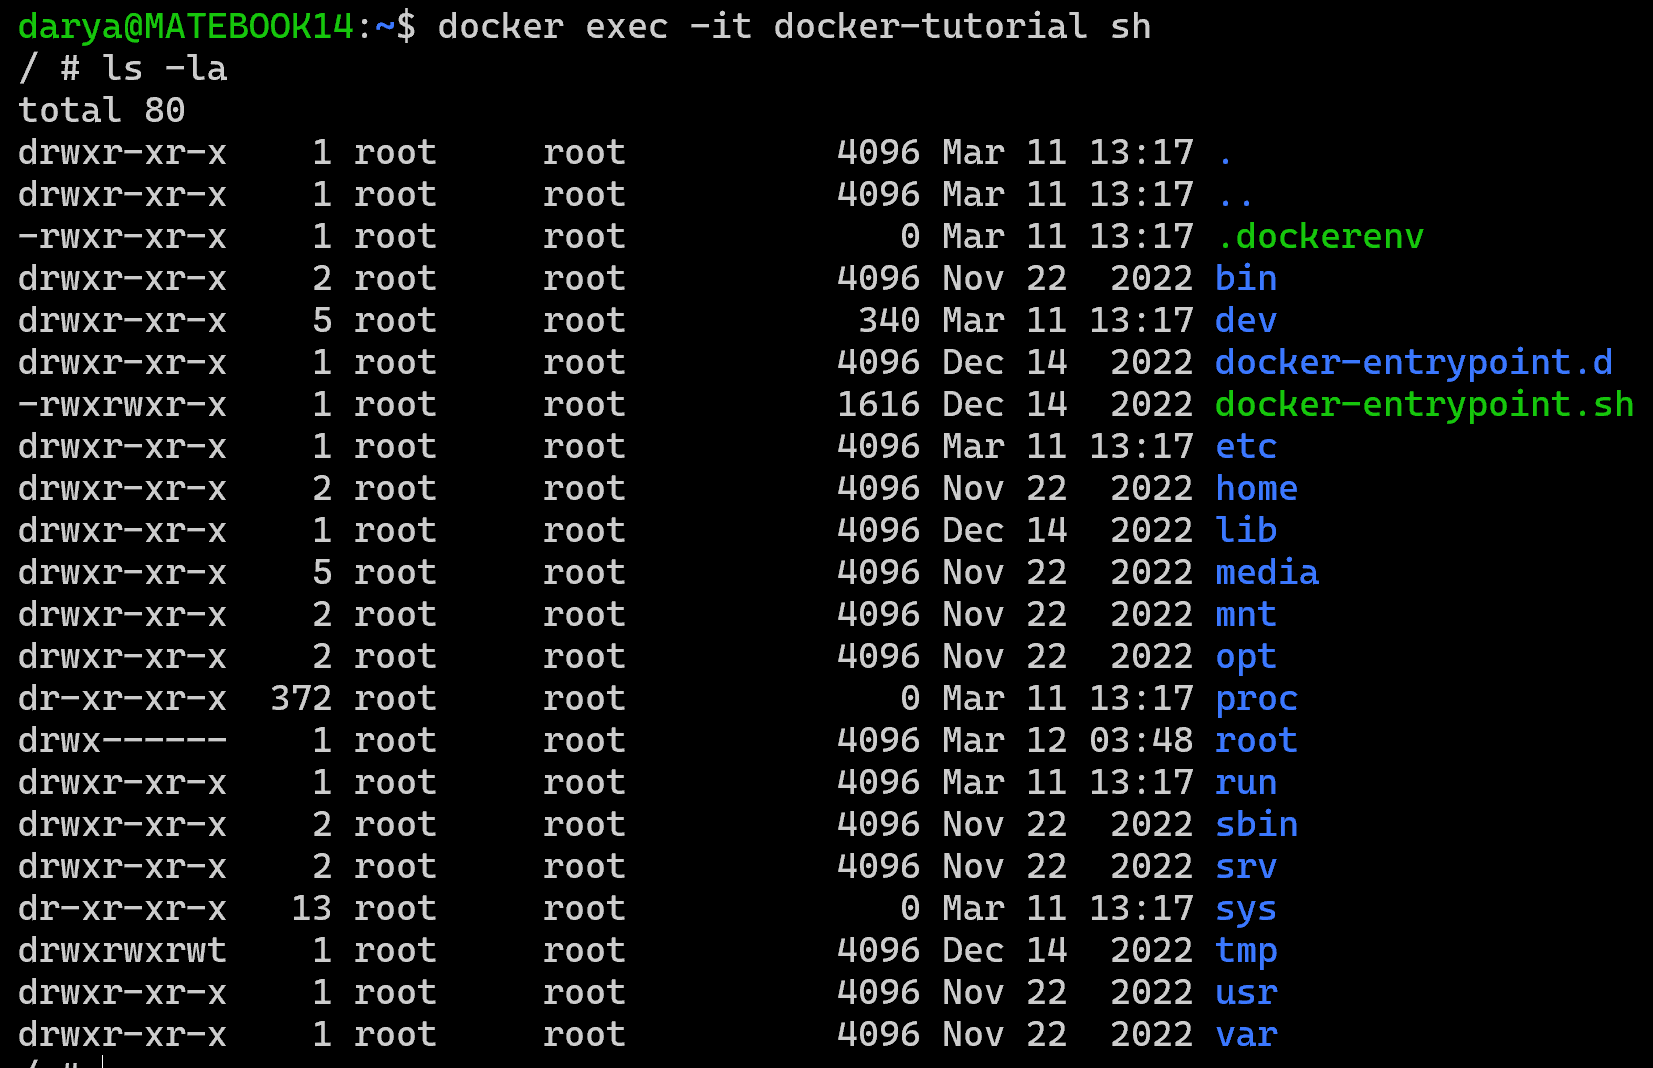 darya@MATEBOOK14:~$ docker exec -it docker-tutorial sh
/ # ls -la
total 80
drwxr-xr-x    1 root     root          4096 Mar 11 13:17 .
drwxr-xr-x    1 root     root          4096 Mar 11 13:17 ..
-rwxr-xr-x    1 root     root             0 Mar 11 13:17 .dockerenv
drwxr-xr-x    2 root     root          4096 Nov 22  2022 bin
drwxr-xr-x    5 root     root           340 Mar 11 13:17 dev
drwxr-xr-x    1 root     root          4096 Dec 14  2022 docker-entrypoint.d
-rwxrwxr-x    1 root     root          1616 Dec 14  2022 docker-entrypoint.sh
drwxr-xr-x    1 root     root          4096 Mar 11 13:17 etc
drwxr-xr-x    2 root     root          4096 Nov 22  2022 home
drwxr-xr-x    1 root     root          4096 Dec 14  2022 lib
drwxr-xr-x    5 root     root          4096 Nov 22  2022 media
drwxr-xr-x    2 root     root          4096 Nov 22  2022 mnt
drwxr-xr-x    2 root     root          4096 Nov 22  2022 opt
dr-xr-xr-x  372 root     root             0 Mar 11 13:17 proc
drwx------    1 root     root          4096 Mar 12 03:48 root
drwxr-xr-x    1 root     root          4096 Mar 11 13:17 run
drwxr-xr-x    2 root     root          4096 Nov 22  2022 sbin
drwxr-xr-x    2 root     root          4096 Nov 22  2022 srv
dr-xr-xr-x   13 root     root             0 Mar 11 13:17 sys
drwxrwxrwt    1 root     root          4096 Dec 14  2022 tmp
drwxr-xr-x    1 root     root          4096 Nov 22  2022 usr
drwxr-xr-x    1 root     root          4096 Nov 22  2022 var
/ #